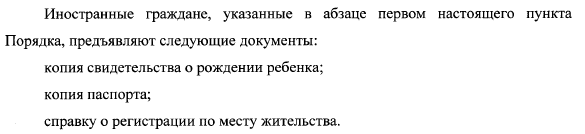 Иностранные граждане, указанные в абзаце первом настоящего пункта
Порядка, предъявляют следующие документы:
копия свидетельства о рождении ребенка;
копия паспорта;
справку о регистрации по месту жительства.